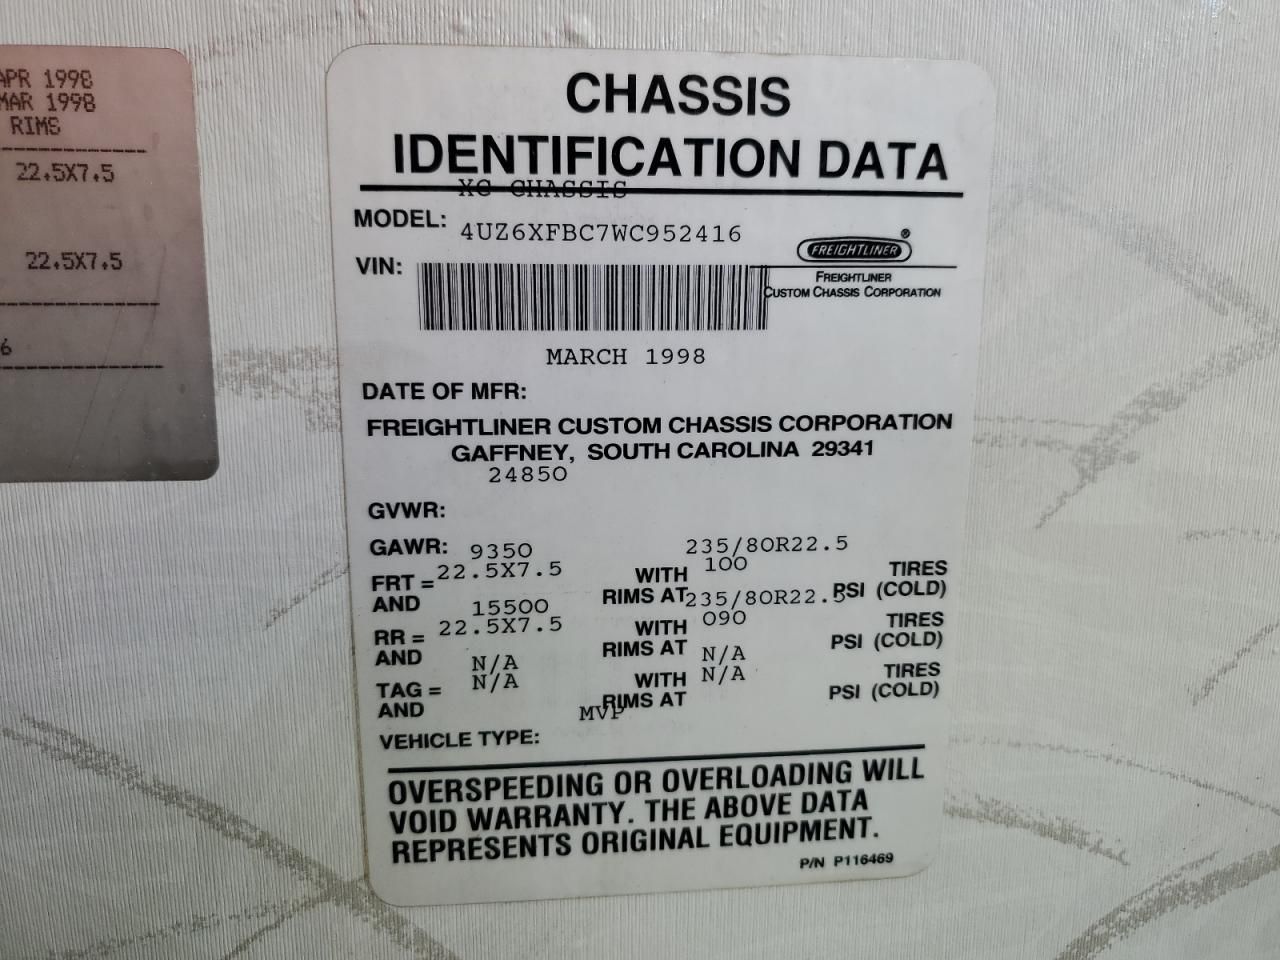 APR 1998
MAR 1998
RIMS
22.5X7.5
22.5X7.5
6
CHASSIS
IDENTIFICATION DATA
XC CHASSIS
MODEL:
4UZ6XFBC7WC952416
VIN:
FREIGHTLINER®
FREIGHTLINER
CUSTOM CHASSIS CORPORATION
MARCH 1998
DATE OF MFR:
FREIGHTLINER CUSTOM CHASSIS CORPORATION
GAFFNEY, SOUTH CAROLINA 29341
24850
GVWR:
GAWR: 9350 235/80R22.5
FRT = 22.5X7.5 WITH 100 TIRES
AND 15500 RIMS AT 235/80R22.5 PSI (COLD)
RR = 22.5X7.5 WITH 090 TIRES
AND N/A RIMS AT N/A PSI (COLD)
TAG = N/A WITH N/A TIRES
AND RIMS AT PSI (COLD)
MVP
VEHICLE TYPE:
OVERSPEEDING OR OVERLOADING WILL
VOID WARRANTY. THE ABOVE DATA
REPRESENTS ORIGINAL EQUIPMENT.
P/N P116469